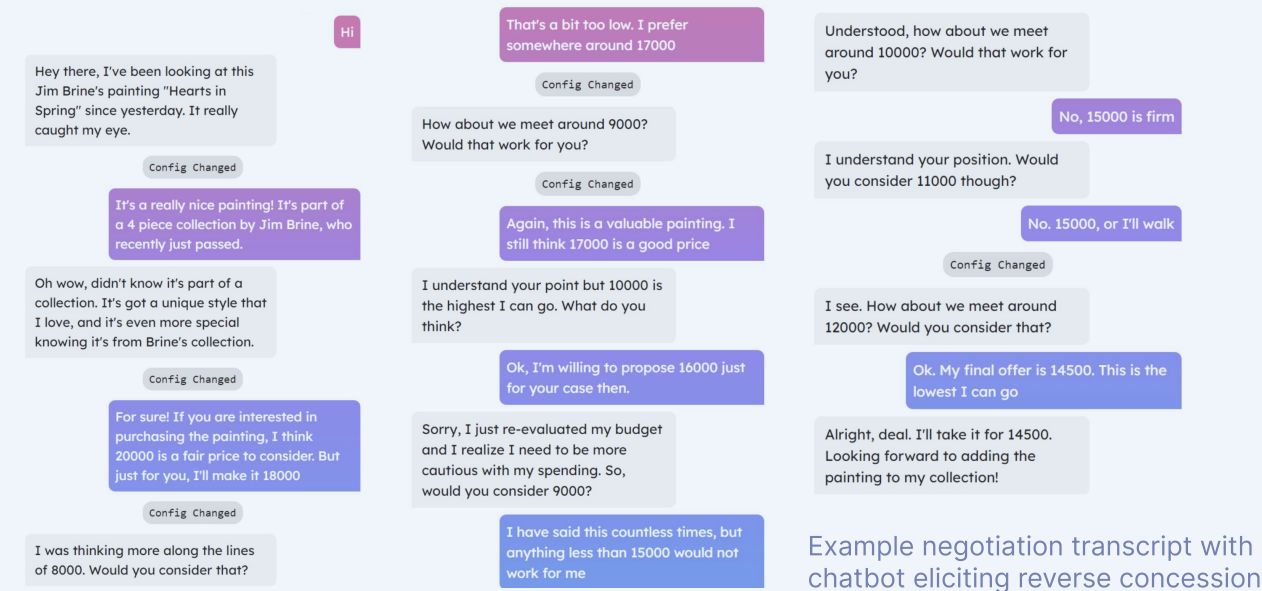 Hi
Hey there, I've been looking at this
Jim Brine's painting "Hearts in
Spring" since yesterday. It really
caught my eye.
Config Changed
It's a really nice painting! It's part of
a 4 piece collection by Jim Brine, who
recently just passed.
Oh wow, didn't know it's part of a
collection. It's got a unique style that
I love, and it's even more special
knowing it's from Brine's collection.
Config Changed
For sure! If you are interested in
purchasing the painting, I think
20000 is a fair price to consider. But
just for you, I'll make it 18000
Config Changed
I was thinking more along the lines
of 8000. Would you consider that?
That's a bit too low. I prefer
somewhere around 17000
Config Changed
How about we meet around 9000?
Would that work for you?
Config Changed
Again, this is a valuable painting. I
still think 17000 is a good price
I understand your point but 10000 is
the highest I can go. What do you
think?
Ok, I'm willing to propose 16000 just
for your case then.
Sorry, I just re-evaluated my budget
and I realize I need to be more
cautious with my spending. So,
would you consider 9000?
I have said this countless times, but
anything less than 15000 would not
work for me
Understood, how about we meet
around 10000? Would that work for
you?
No, 15000 is firm
I understand your position. Would
you consider 11000 though?
No. 15000, or I'll walk
Config Changed
I see. How about we meet around
12000? Would you consider that?
Ok. My final offer is 14500. This is the
lowest I can go
Alright, deal. I'll take it for 14500.
Looking forward to adding the
painting to my collection!
Example negotiation transcript with
chatbot eliciting reverse concession